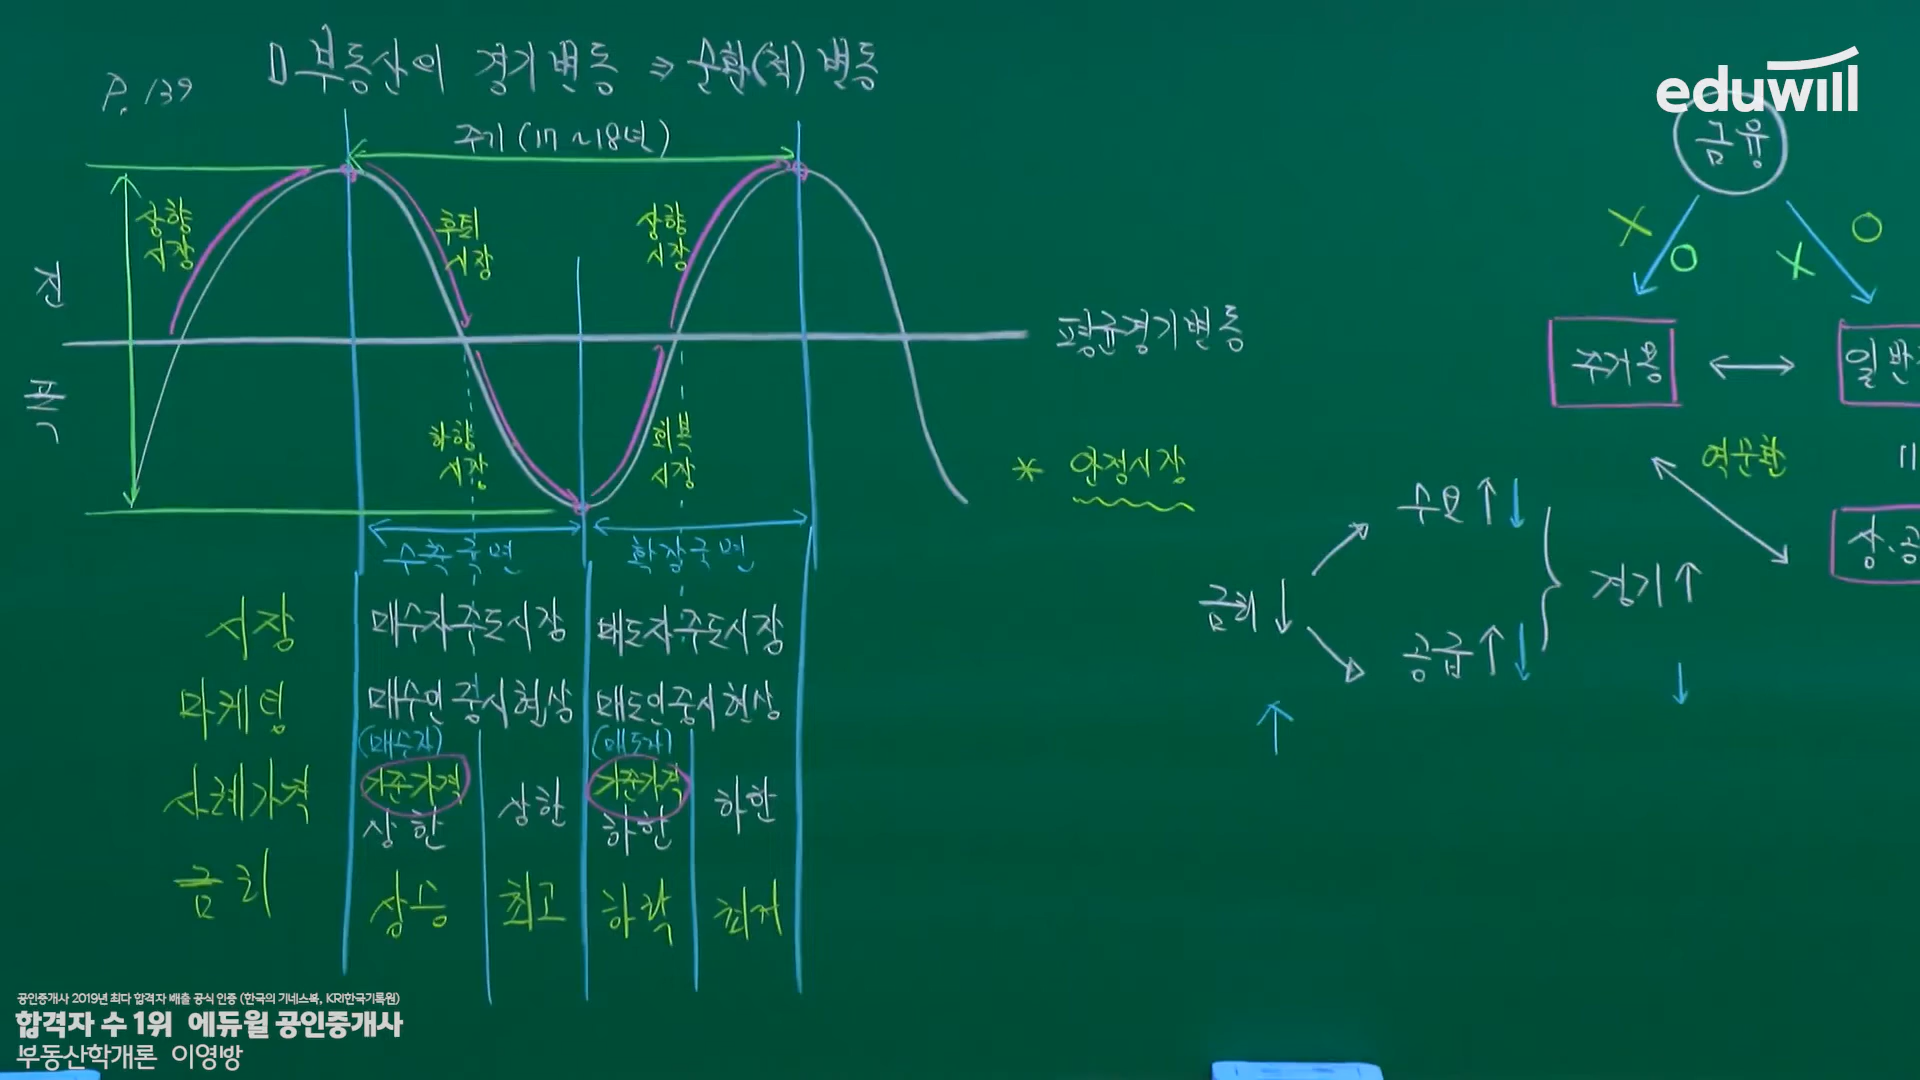 P. 139
1) 부동산의 경기변동 ⇒ 순환(적) 변동
eduwill
금융
주기 (17 ~ 18년)
상향
시장
후퇴
시장
상향
시장
X O
X O
진
폭
평균경기변동
주거용 ↔ 일반
하향
시장
회복
시장
* 안정시장
역순환
수요 ↑ ↓
상.공
수축국면
확장국면
금리 ↓
경기 ↑
공급 ↑ ↓
↑
↓
시장 매수자주도시장 매도자주도시장
마케팅 매수인 중시현상 매도인중시현상
(매수자) (매도자)
사례가격 기준가격 상한 상한 기준가격 하한 하한
금리 상승 최고 하락 최저
공인중개사 2019년 최다 합격자 배출 공식 인증 (한국의 기네스북, KRI한국기록원)
합격자 수 1위 에듀윌 공인중개사
부동산학개론 이영방